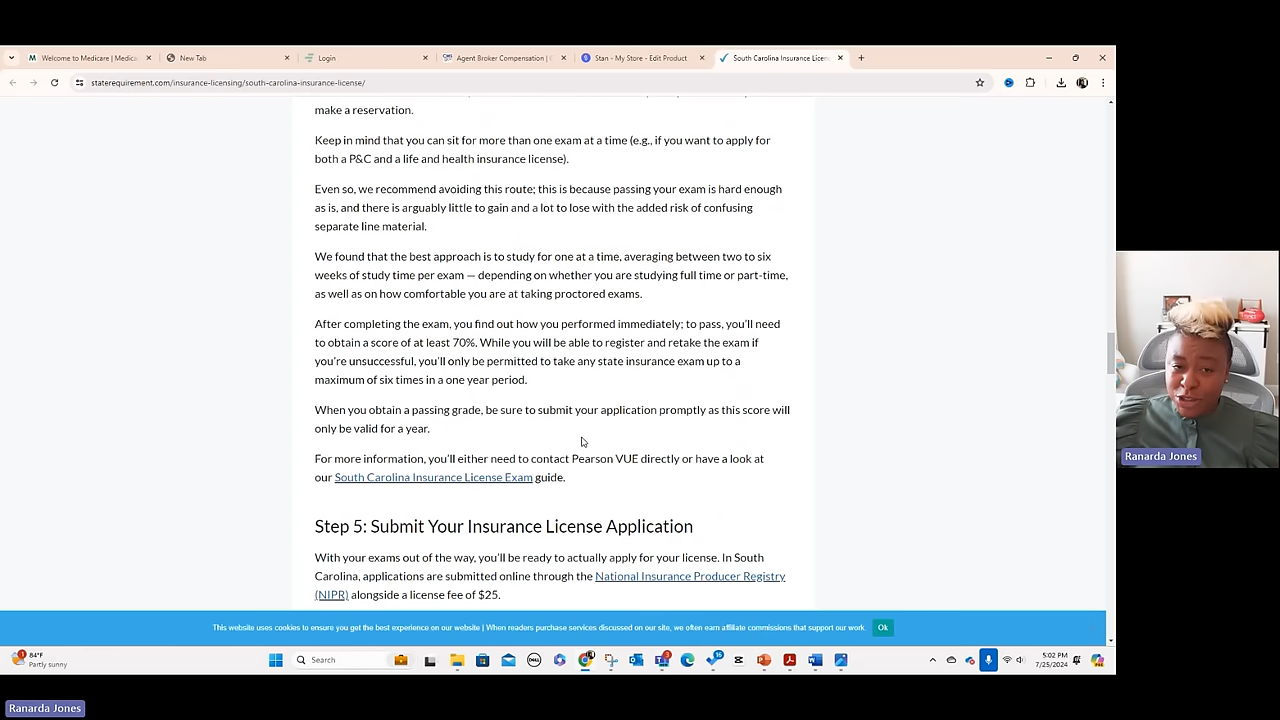 Welcome to Medicare | Medica
New Tab
Login
Agent Broker Compensation | C
Stan - My Store - Edit Product
South Carolina Insurance Licen
staterequirement.com/insurance-licensing/south-carolina-insurance-license/
make a reservation.
Keep in mind that you can sit for more than one exam at a time (e.g., if you want to apply for
both a P&C and a life and health insurance license).
Even so, we recommend avoiding this route; this is because passing your exam is hard enough
as is, and there is arguably little to gain and a lot to lose with the added risk of confusing
separate line material.
We found that the best approach is to study for one at a time, averaging between two to six
weeks of study time per exam — depending on whether you are studying full time or part-time,
as well as on how comfortable you are at taking proctored exams.
After completing the exam, you find out how you performed immediately; to pass, you'll need
to obtain a score of at least 70%. While you will be able to register and retake the exam if
you're unsuccessful, you'll only be permitted to take any state insurance exam up to a
maximum of six times in a one year period.
When you obtain a passing grade, be sure to submit your application promptly as this score will
only be valid for a year.
For more information, you'll either need to contact Pearson VUE directly or have a look at
our South Carolina Insurance License Exam guide.
Step 5: Submit Your Insurance License Application
With your exams out of the way, you'll be ready to actually apply for your license. In South
Carolina, applications are submitted online through the National Insurance Producer Registry
(NIPR) alongside a license fee of $25.
This website uses cookies to ensure you get the best experience on our website | When readers purchase services discussed on our site, we often earn affiliate commissions that support our work.
Ok
Ranarda Jones
84°F
Partly sunny
Search
DELL
5:02 PM
7/25/2024
Ranarda Jones